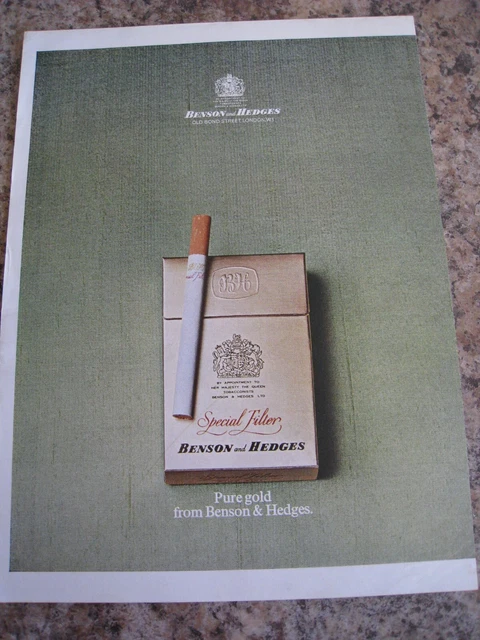 BENSON and HEDGES
OLD BOND STREET LONDON W1
BY APPOINTMENT TO
HER MAJESTY THE QUEEN
TOBACCONISTS
BENSON & HEDGES LTD
Special Filter
BENSON and HEDGES
Pure gold
from Benson & Hedges.